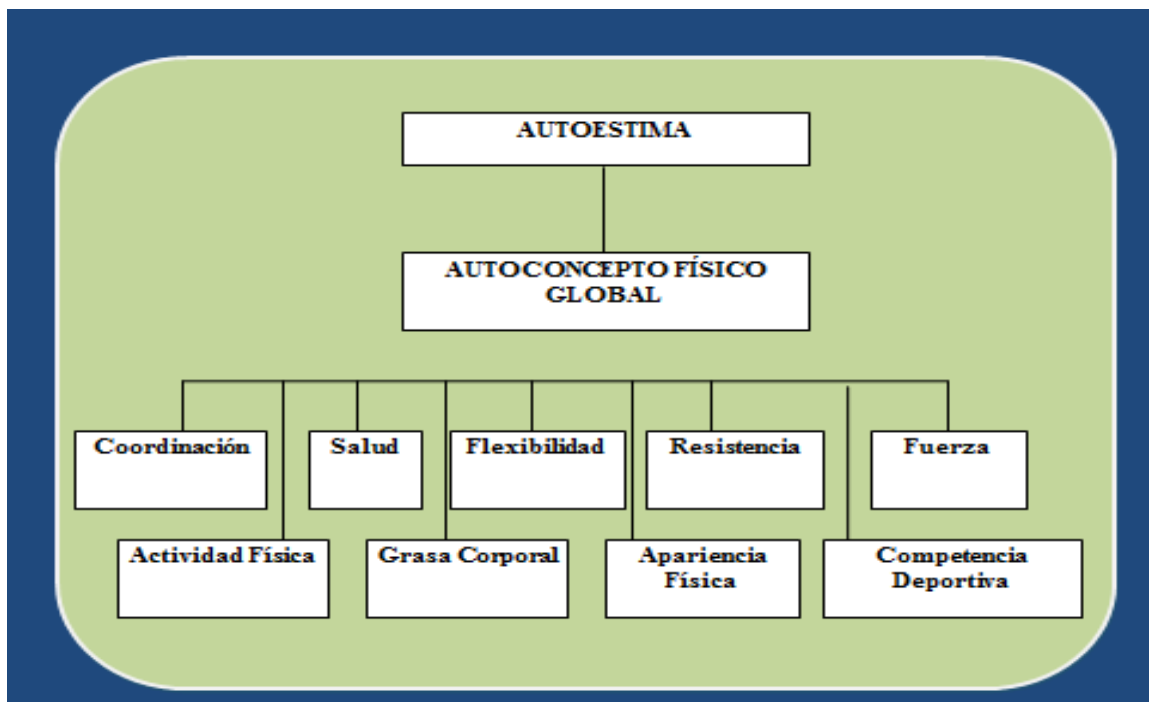 AUTOESTIMA
AUTOCONCEPTO FÍSICO
GLOBAL
Coordinación
Salud
Flexibilidad
Resistencia
Fuerza
Actividad Física
Grasa Corporal
Apariencia
Física
Competencia
Deportiva